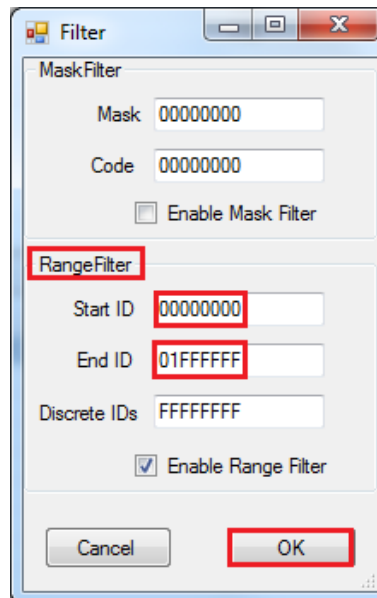 Filter
MaskFilter
Mask 00000000
Code 00000000
Enable Mask Filter
RangeFilter
Start ID 00000000
End ID 01FFFFFF
Discrete IDs FFFFFFFF
Enable Range Filter
Cancel OK